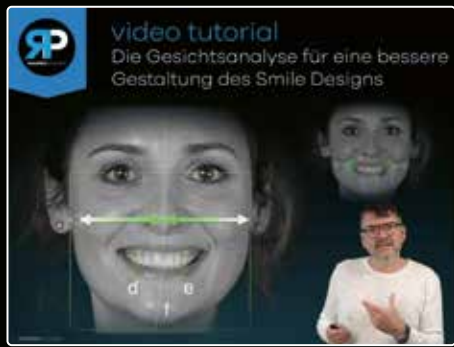 RP
video tutorial
Die Gesichtsanalyse für eine bessere
Gestaltung des Smile Designs
d e
f